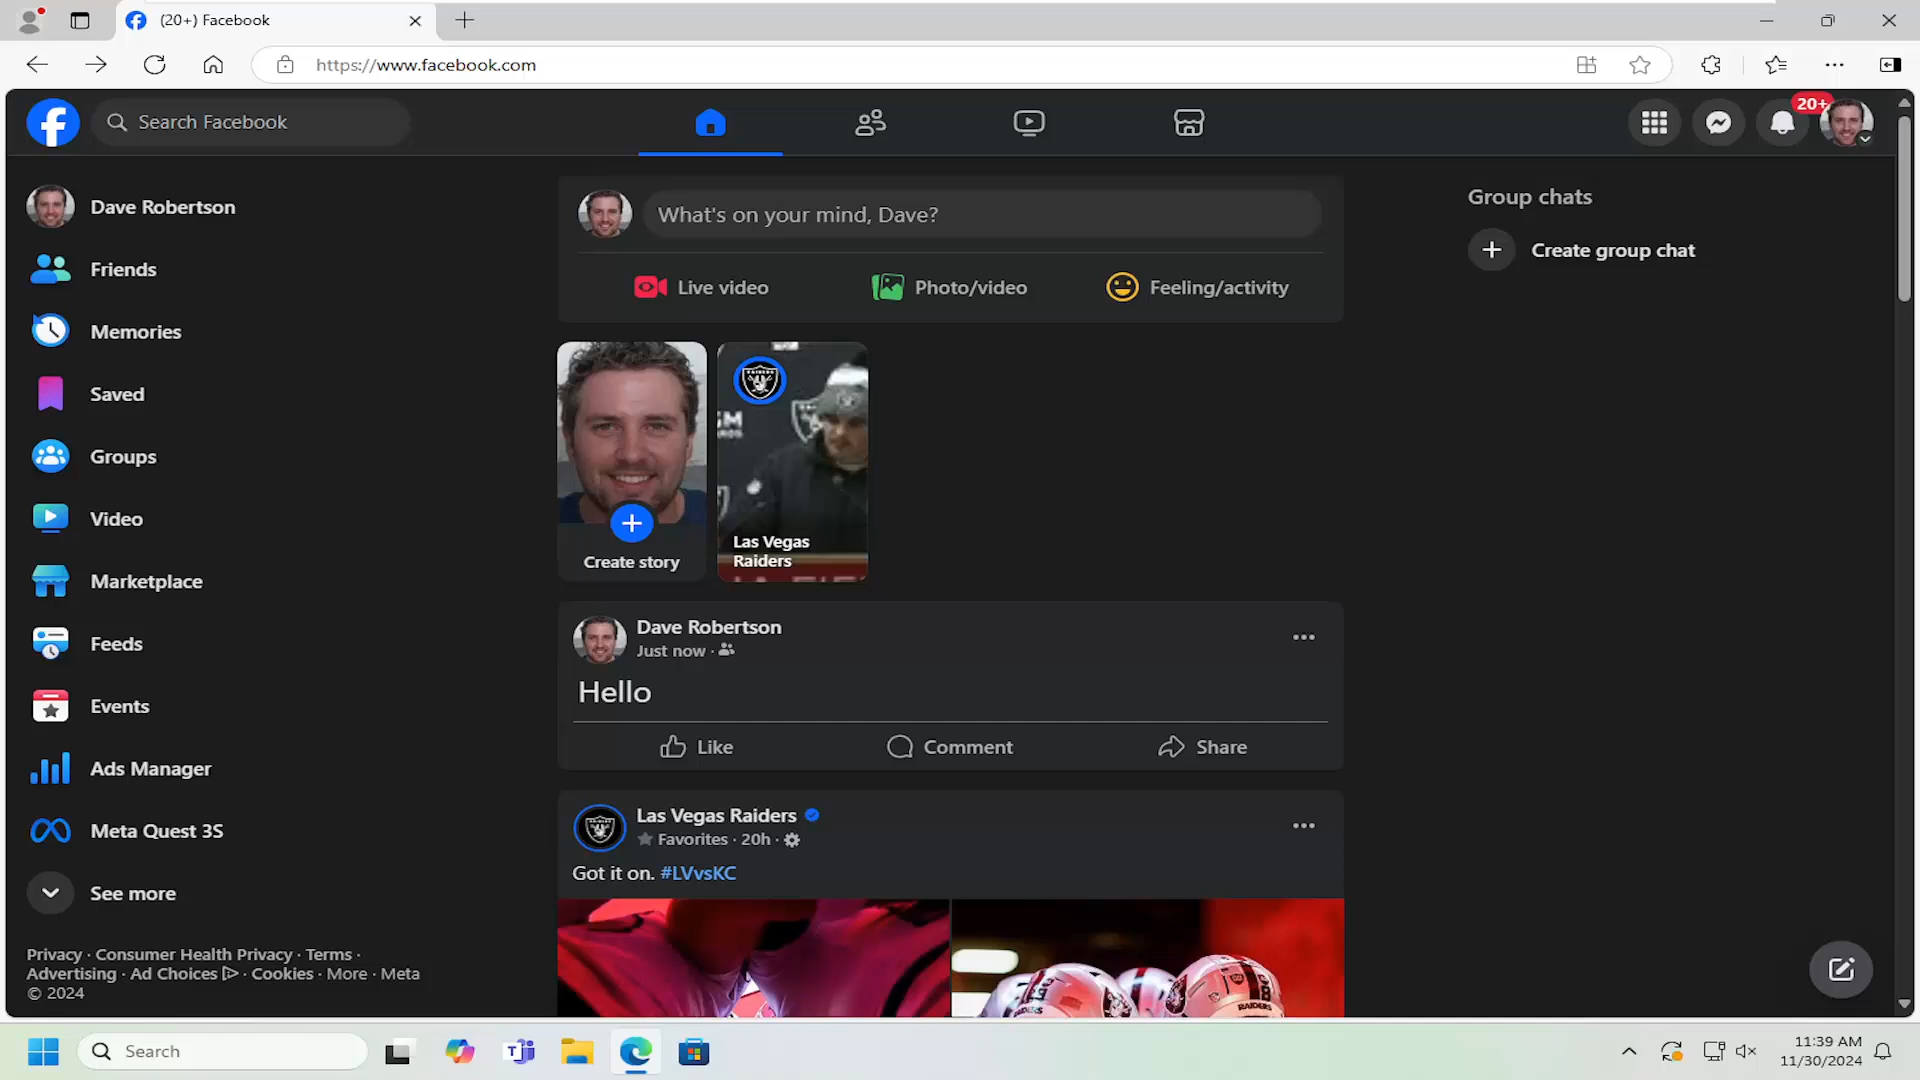 (20+) Facebook
https://www.facebook.com
Search Facebook
20+
Dave Robertson
Friends
Memories
Saved
Groups
Video
Marketplace
Feeds
Events
Ads Manager
Meta Quest 3S
See more
Privacy · Consumer Health Privacy · Terms ·
Advertising · Ad Choices · Cookies · More · Meta
© 2024
What's on your mind, Dave?
Live video
Photo/video
Feeling/activity
Create story
RAIDERS
Las Vegas
Raiders
Dave Robertson
Just now ·
Hello
Like
Comment
Share
Las Vegas Raiders
Favorites · 20h ·
Got it on. #LVvsKC
RAIDERS
Group chats
Create group chat
Search
11:39 AM
11/30/2024